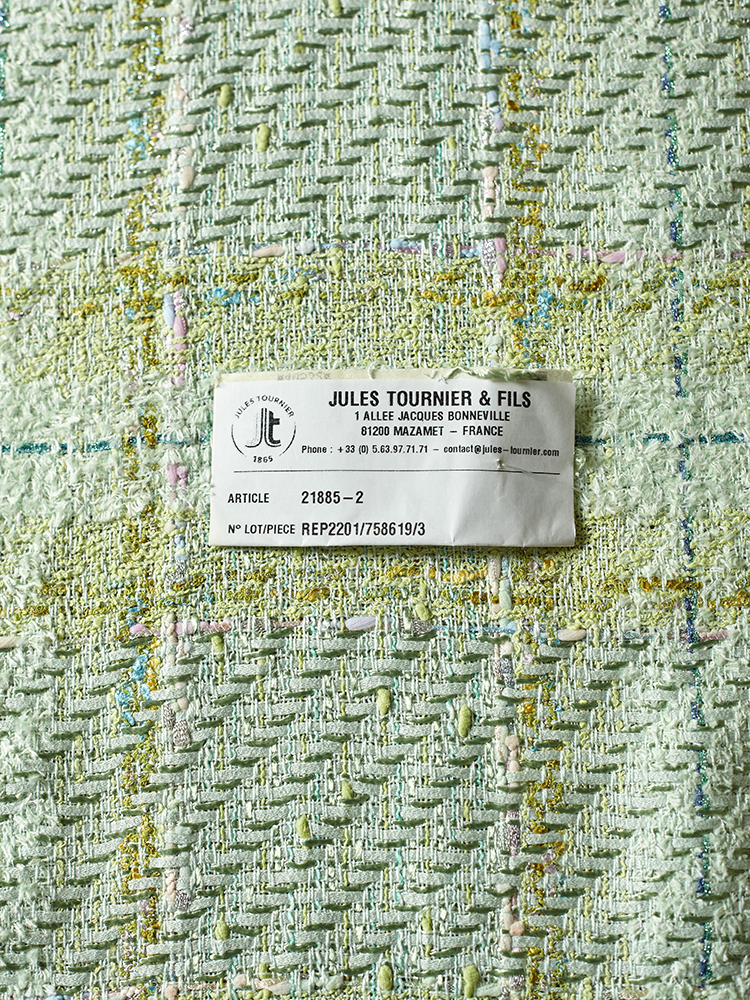 JULES TOURNIER
Jt
1865
JULES TOURNIER & FILS
1 ALLEE JACQUES BONNEVILLE
81200 MAZAMET – FRANCE
Phone : +33 (0) 5.63.97.71.71 – contact@jules-tournier.com
ARTICLE 21885-2
N° LOT/PIECE REP2201/758619/3